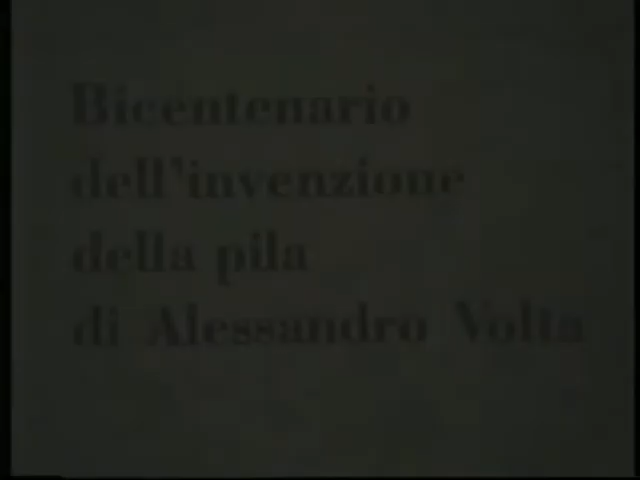 Bicentenario
dell'invenzione
della pila
di Alessandro Volta